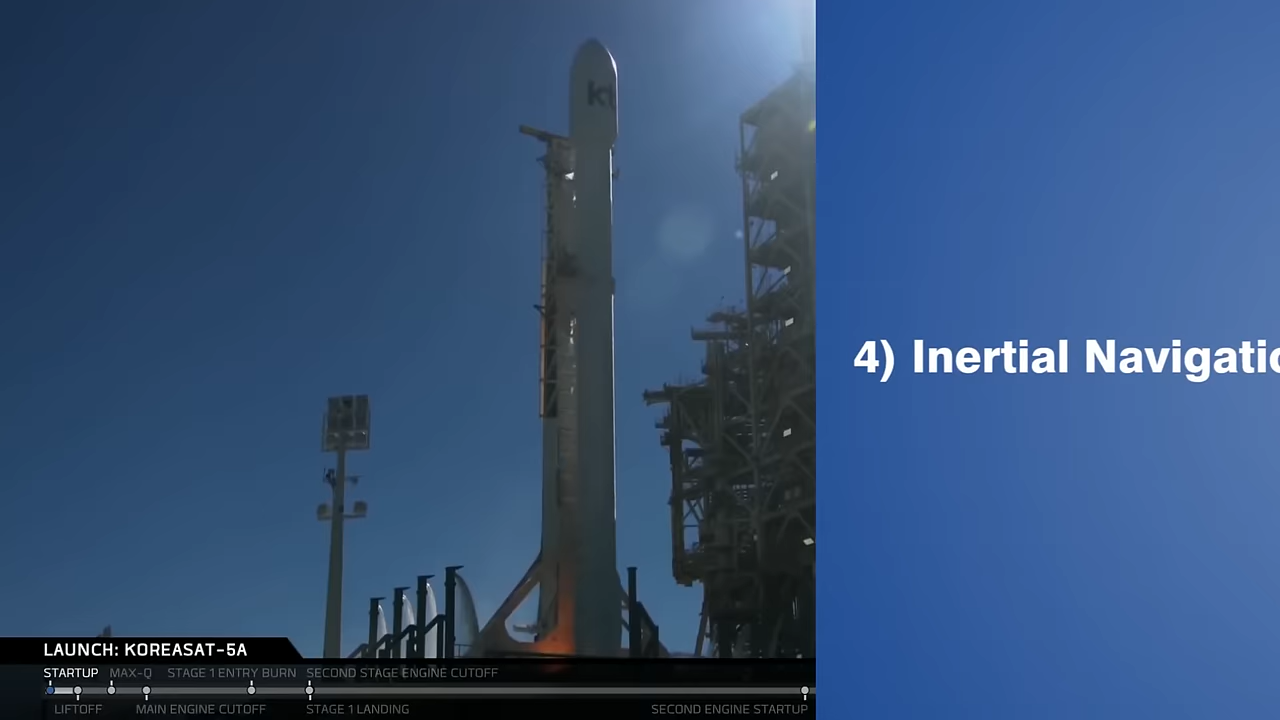 kt
4) Inertial Navigatio
LAUNCH: KOREASAT-5A
STARTUP MAX-Q STAGE 1 ENTRY BURN SECOND STAGE ENGINE CUTOFF
LIFTOFF MAIN ENGINE CUTOFF STAGE 1 LANDING SECOND ENGINE STARTUP